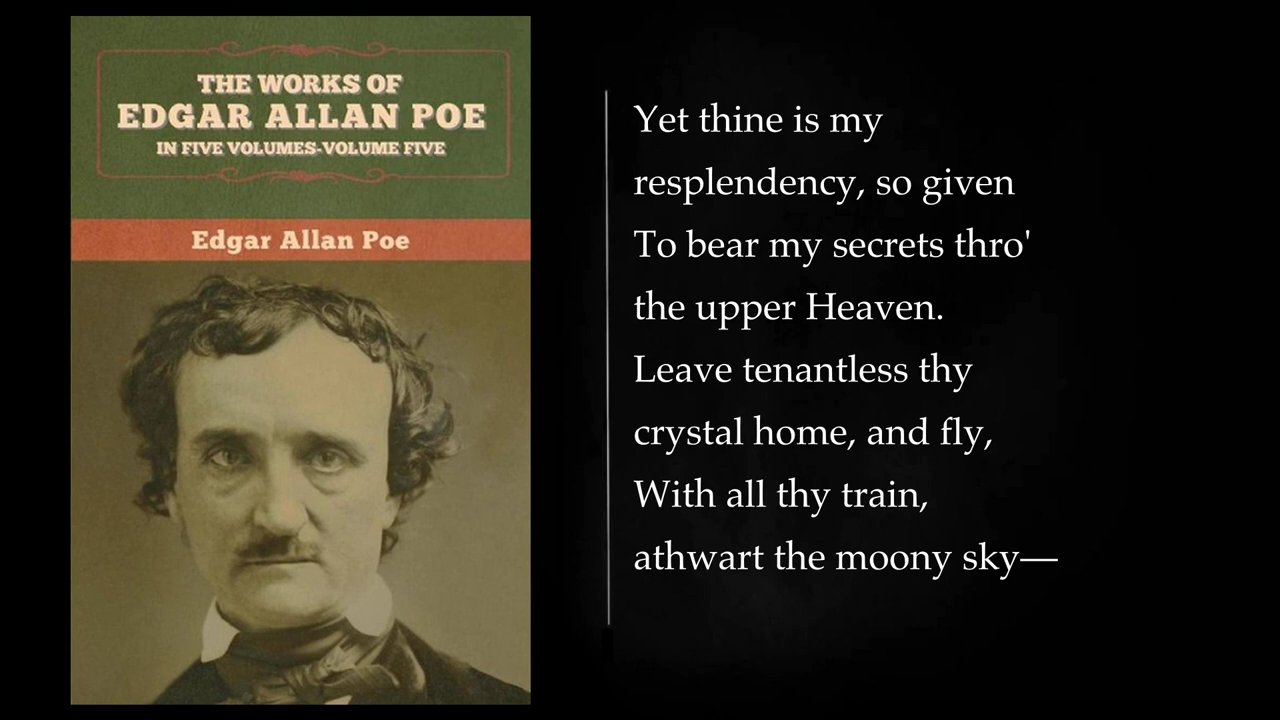 THE WORKS OF
EDGAR ALLAN POE
IN FIVE VOLUMES-VOLUME FIVE
Edgar Allan Poe
Yet thine is my
resplendency, so given
To bear my secrets thro'
the upper Heaven.
Leave tenantless thy
crystal home, and fly,
With all thy train,
athwart the moony sky—